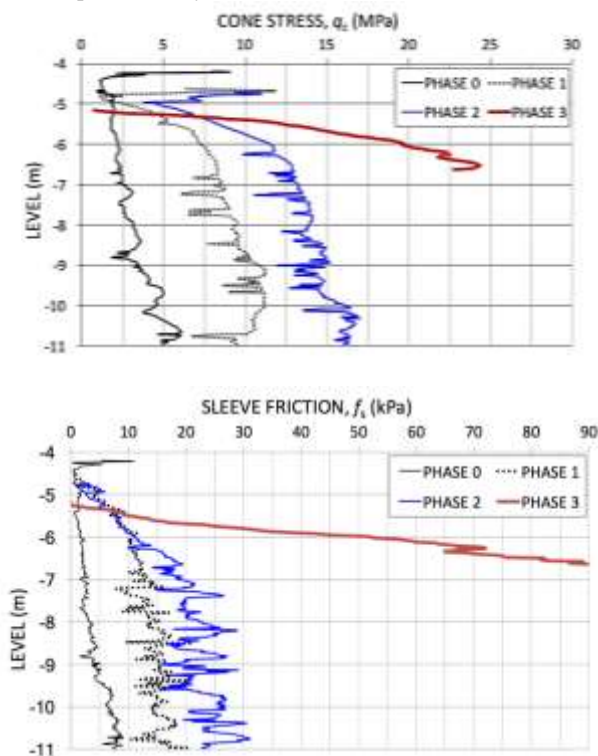 CONE STRESS, qc (MPa)
0 5 10 15 20 25 30
-4
-5
-6
-7
-8
-9
-10
-11
LEVEL (m)
PHASE 0 PHASE 1
PHASE 2 PHASE 3
SLEEVE FRICTION, fs (kPa)
0 10 20 30 40 50 60 70 80 90
-4
-5
-6
-7
-8
-9
-10
-11
LEVEL (m)
PHASE 0 PHASE 1
PHASE 2 PHASE 3